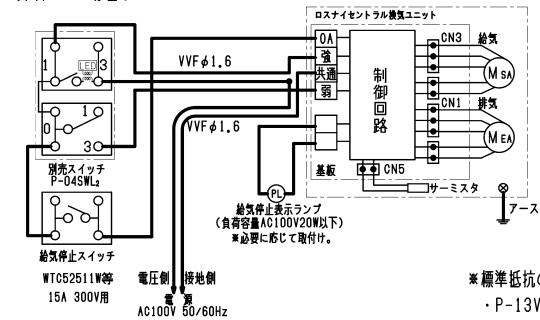 ロスナイセントラル換気ユニット
OA
強
共通
弱
制御回路
基板
CN3
給気
M SA
CN1
排気
M EA
CN5
サーミスタ
アース
1
LED
3
VVFφ1.6
VVFφ1.6
0
1
3
別売スイッチ
P-04SWL₂
PL
給気停止表示ランプ
(負荷容量AC100V20W以下)
※必要に応じて取付け。
給気停止スイッチ
WTC52511W等
15A 300V用
電圧側
接地側
電源
AC100V 50/60Hz
※標準抵抗
・P-13V